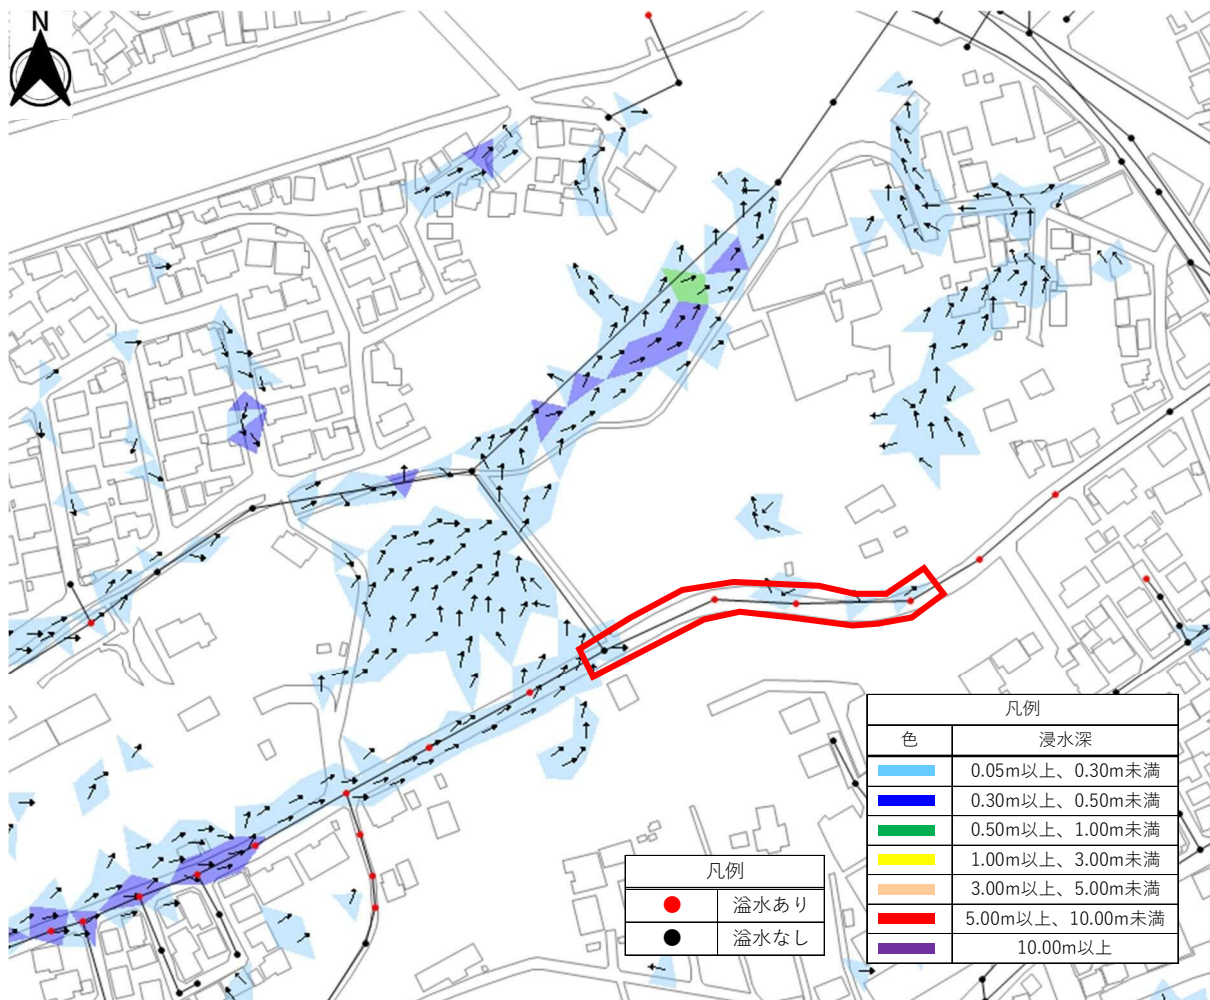 N
凡例
色 浸水深
0.05m以上、0.30m未満
0.30m以上、0.50m未満
0.50m以上、1.00m未満
1.00m以上、3.00m未満
3.00m以上、5.00m未満
5.00m以上、10.00m未満
10.00m以上
凡例
溢水あり
溢水なし